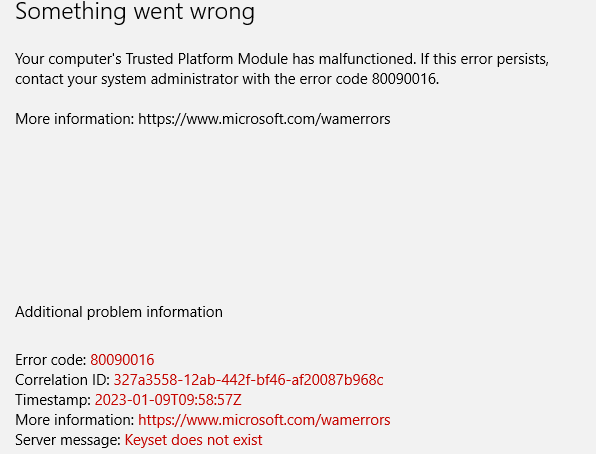 Something went wrong
Your computer's Trusted Platform Module has malfunctioned. If this error persists,
contact your system administrator with the error code 80090016.
More information: https://www.microsoft.com/wamerrors
Additional problem information
Error code: 80090016
Correlation ID: 327a3558-12ab-442f-bf46-af20087b968c
Timestamp: 2023-01-09T09:58:57Z
More information: https://www.microsoft.com/wamerrors
Server message: Keyset does not exist